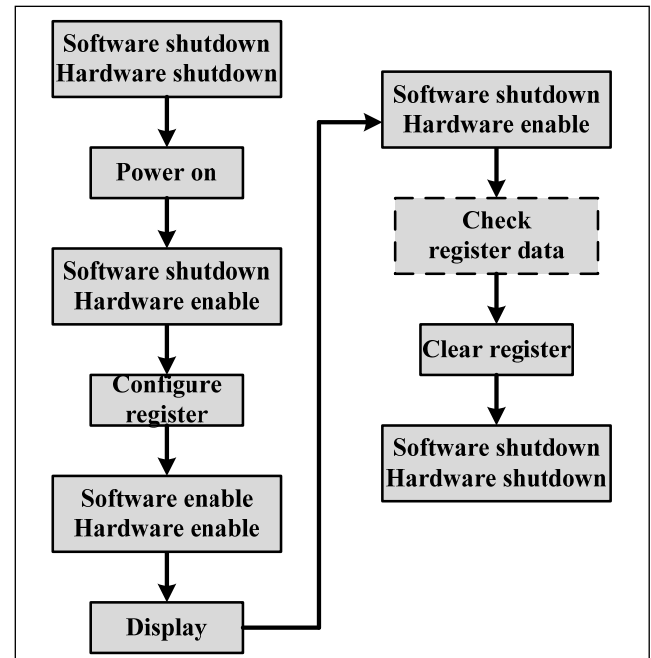 Software shutdown
Hardware shutdown
Power on
Software shutdown
Hardware enable
Configure
register
Software enable
Hardware enable
Display
Software shutdown
Hardware enable
Check
register data
Clear register
Software shutdown
Hardware shutdown